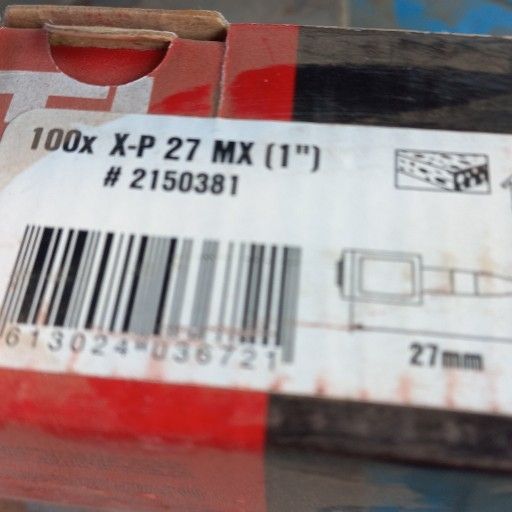 100x X-P 27 MX (1")
# 2150381
613024-036721
27mm